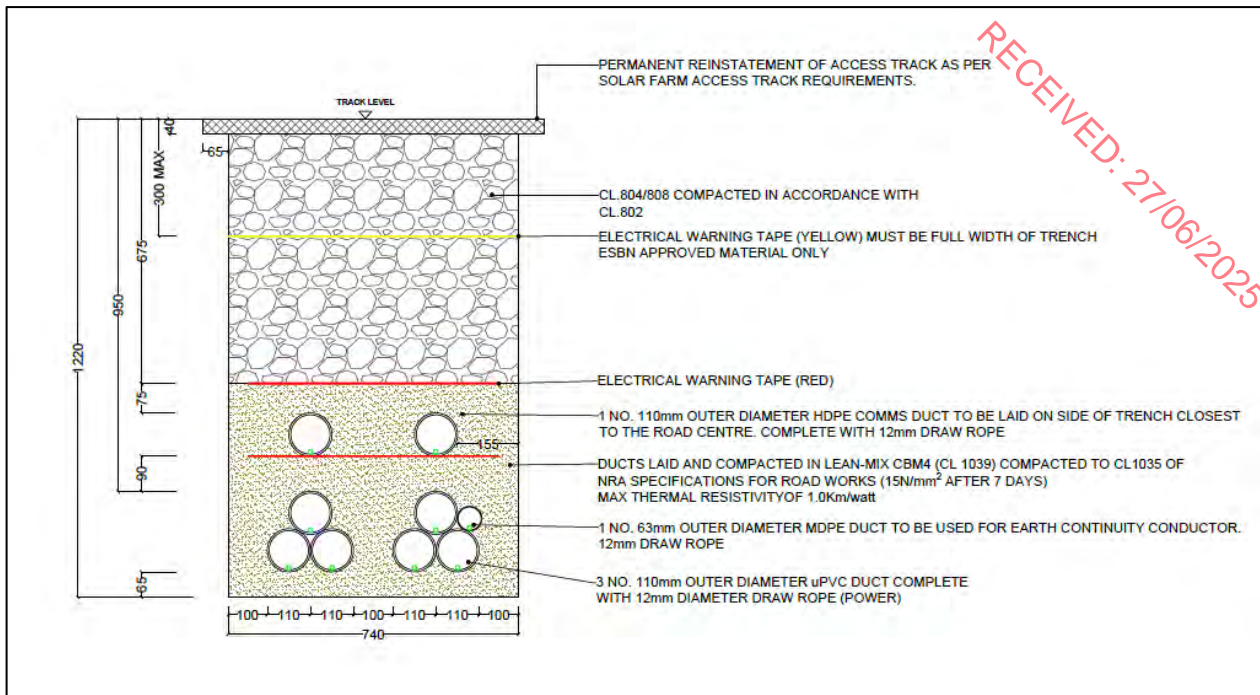 RECEIVED: 27/06/2025
PERMANENT REINSTATEMENT OF ACCESS TRACK AS PER
SOLAR FARM ACCESS TRACK REQUIREMENTS.
TRACK LEVEL
40
65
300 MAX
675
950
1220
CL.804/808 COMPACTED IN ACCORDANCE WITH
CL.802
ELECTRICAL WARNING TAPE (YELLOW) MUST BE FULL WIDTH OF TRENCH
ESBN APPROVED MATERIAL ONLY
ELECTRICAL WARNING TAPE (RED)
75
1 NO. 110mm OUTER DIAMETER HDPE COMMS DUCT TO BE LAID ON SIDE OF TRENCH CLOSEST
TO THE ROAD CENTRE. COMPLETE WITH 12mm DRAW ROPE
155
90
DUCTS LAID AND COMPACTED IN LEAN-MIX CBM4 (CL 1039) COMPACTED TO CL1035 OF
NRA SPECIFICATIONS FOR ROAD WORKS (15N/mm² AFTER 7 DAYS)
MAX THERMAL RESISTIVITYOF 1.0Km/watt
1 NO. 63mm OUTER DIAMETER MDPE DUCT TO BE USED FOR EARTH CONTINUITY CONDUCTOR.
12mm DRAW ROPE
65
3 NO. 110mm OUTER DIAMETER uPVC DUCT COMPLETE
WITH 12mm DIAMETER DRAW ROPE (POWER)
100 110 110 100 110 110 100
740